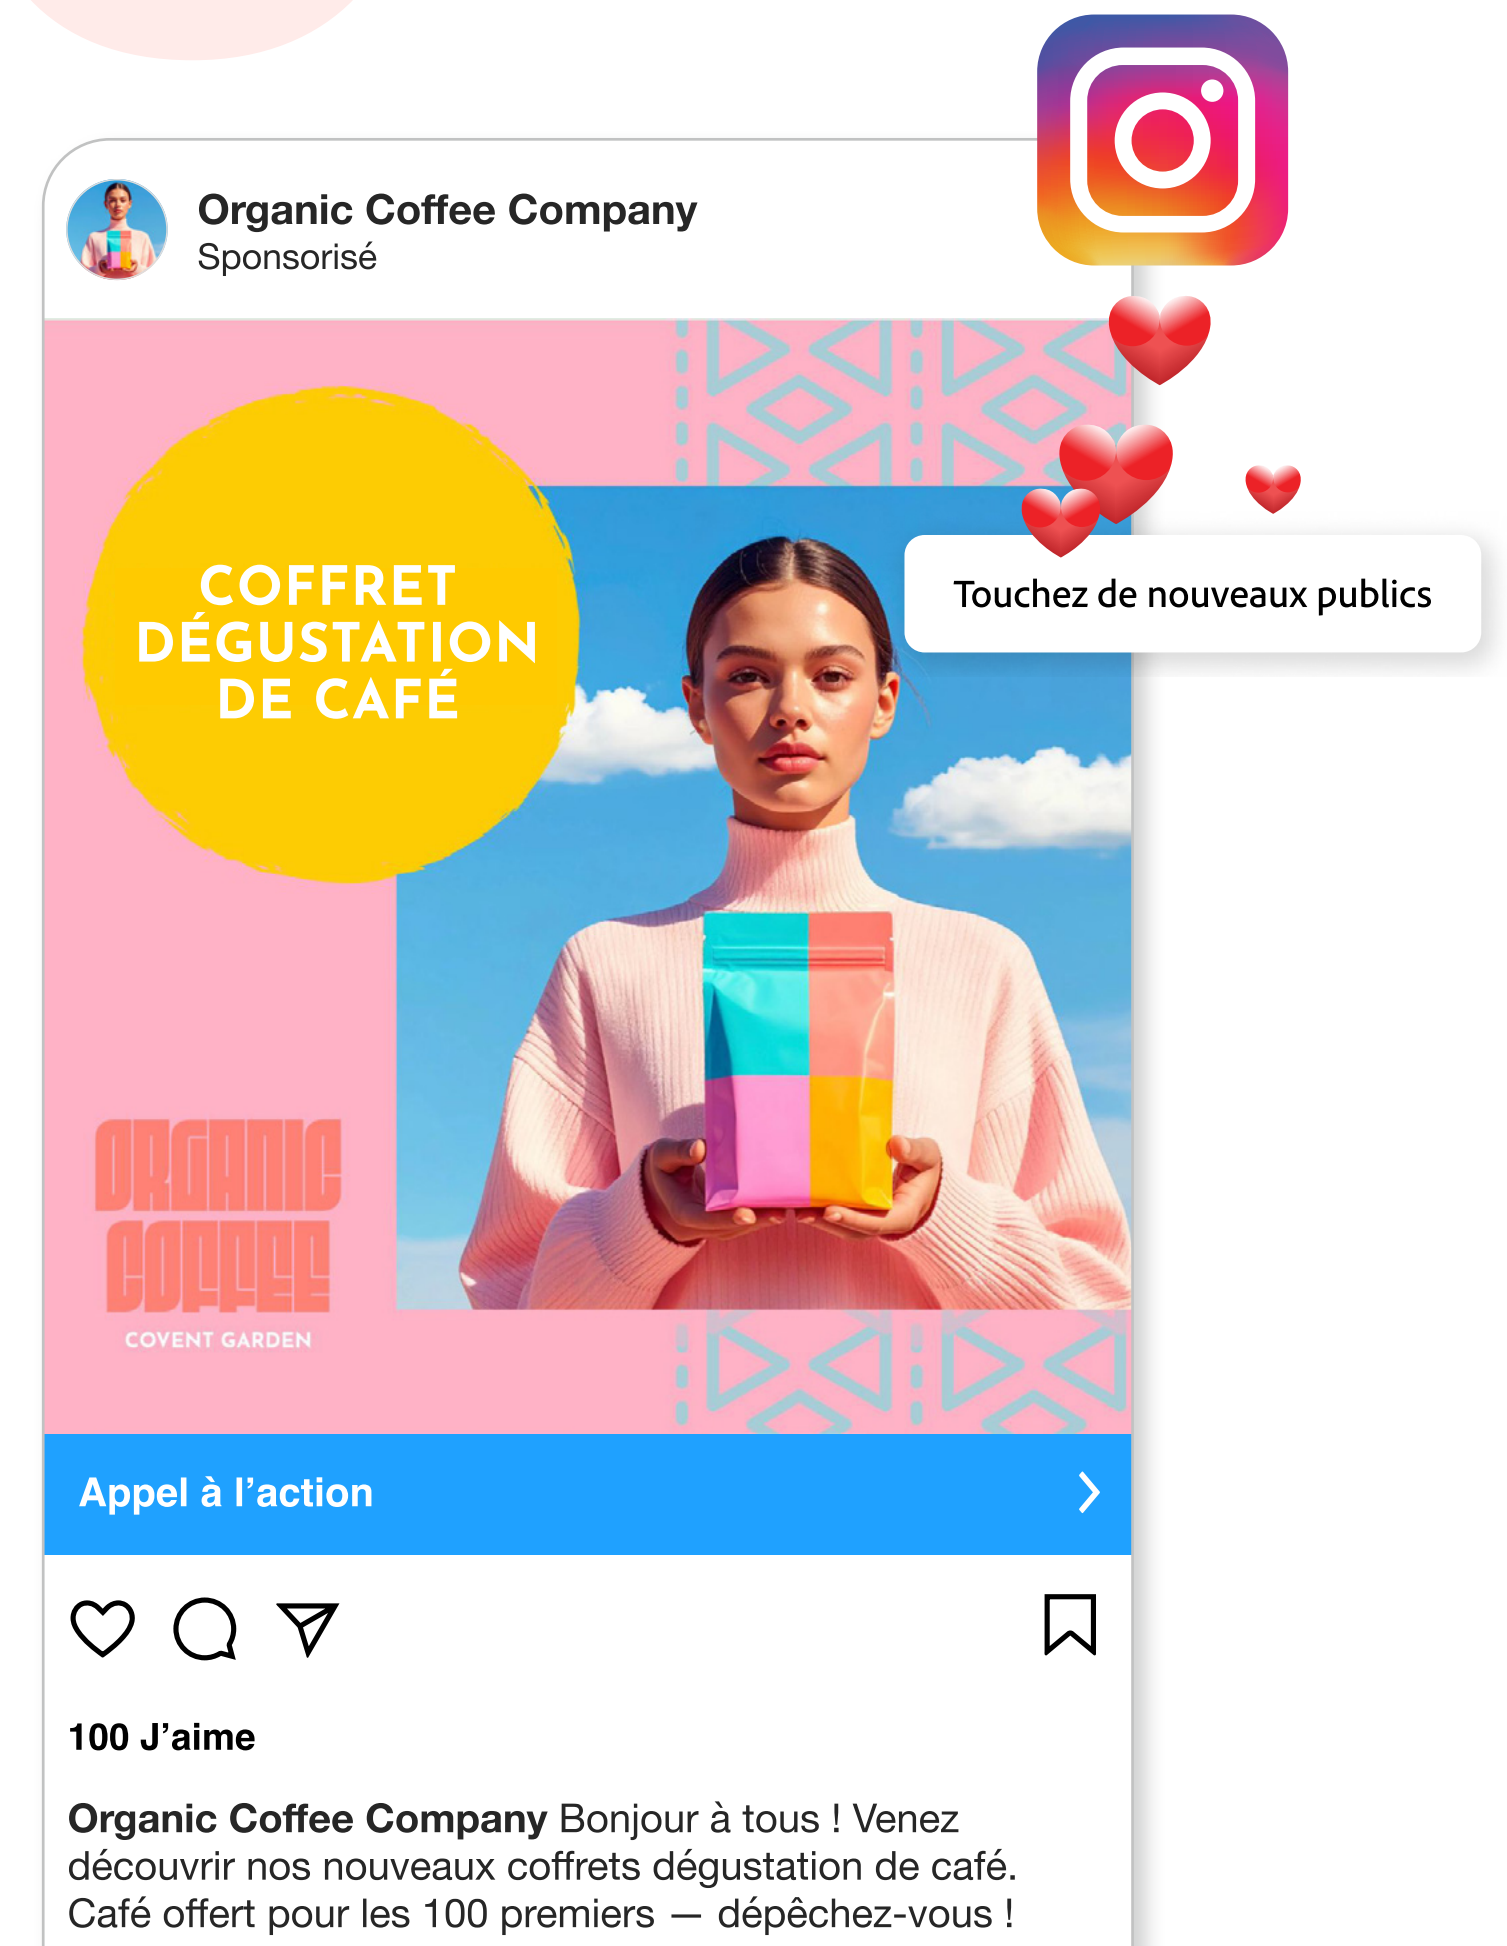 Organic Coffee Company
Sponsorisé
COFFRET
DÉGUSTATION
DE CAFÉ
Touchez de nouveaux publics
ORGANIC
COFFEE
COVENT GARDEN
Appel à l’action
100 J’aime
Organic Coffee Company Bonjour à tous ! Venez
découvrir nos nouveaux coffrets dégustation de café.
Café offert pour les 100 premiers — dépêchez-vous !